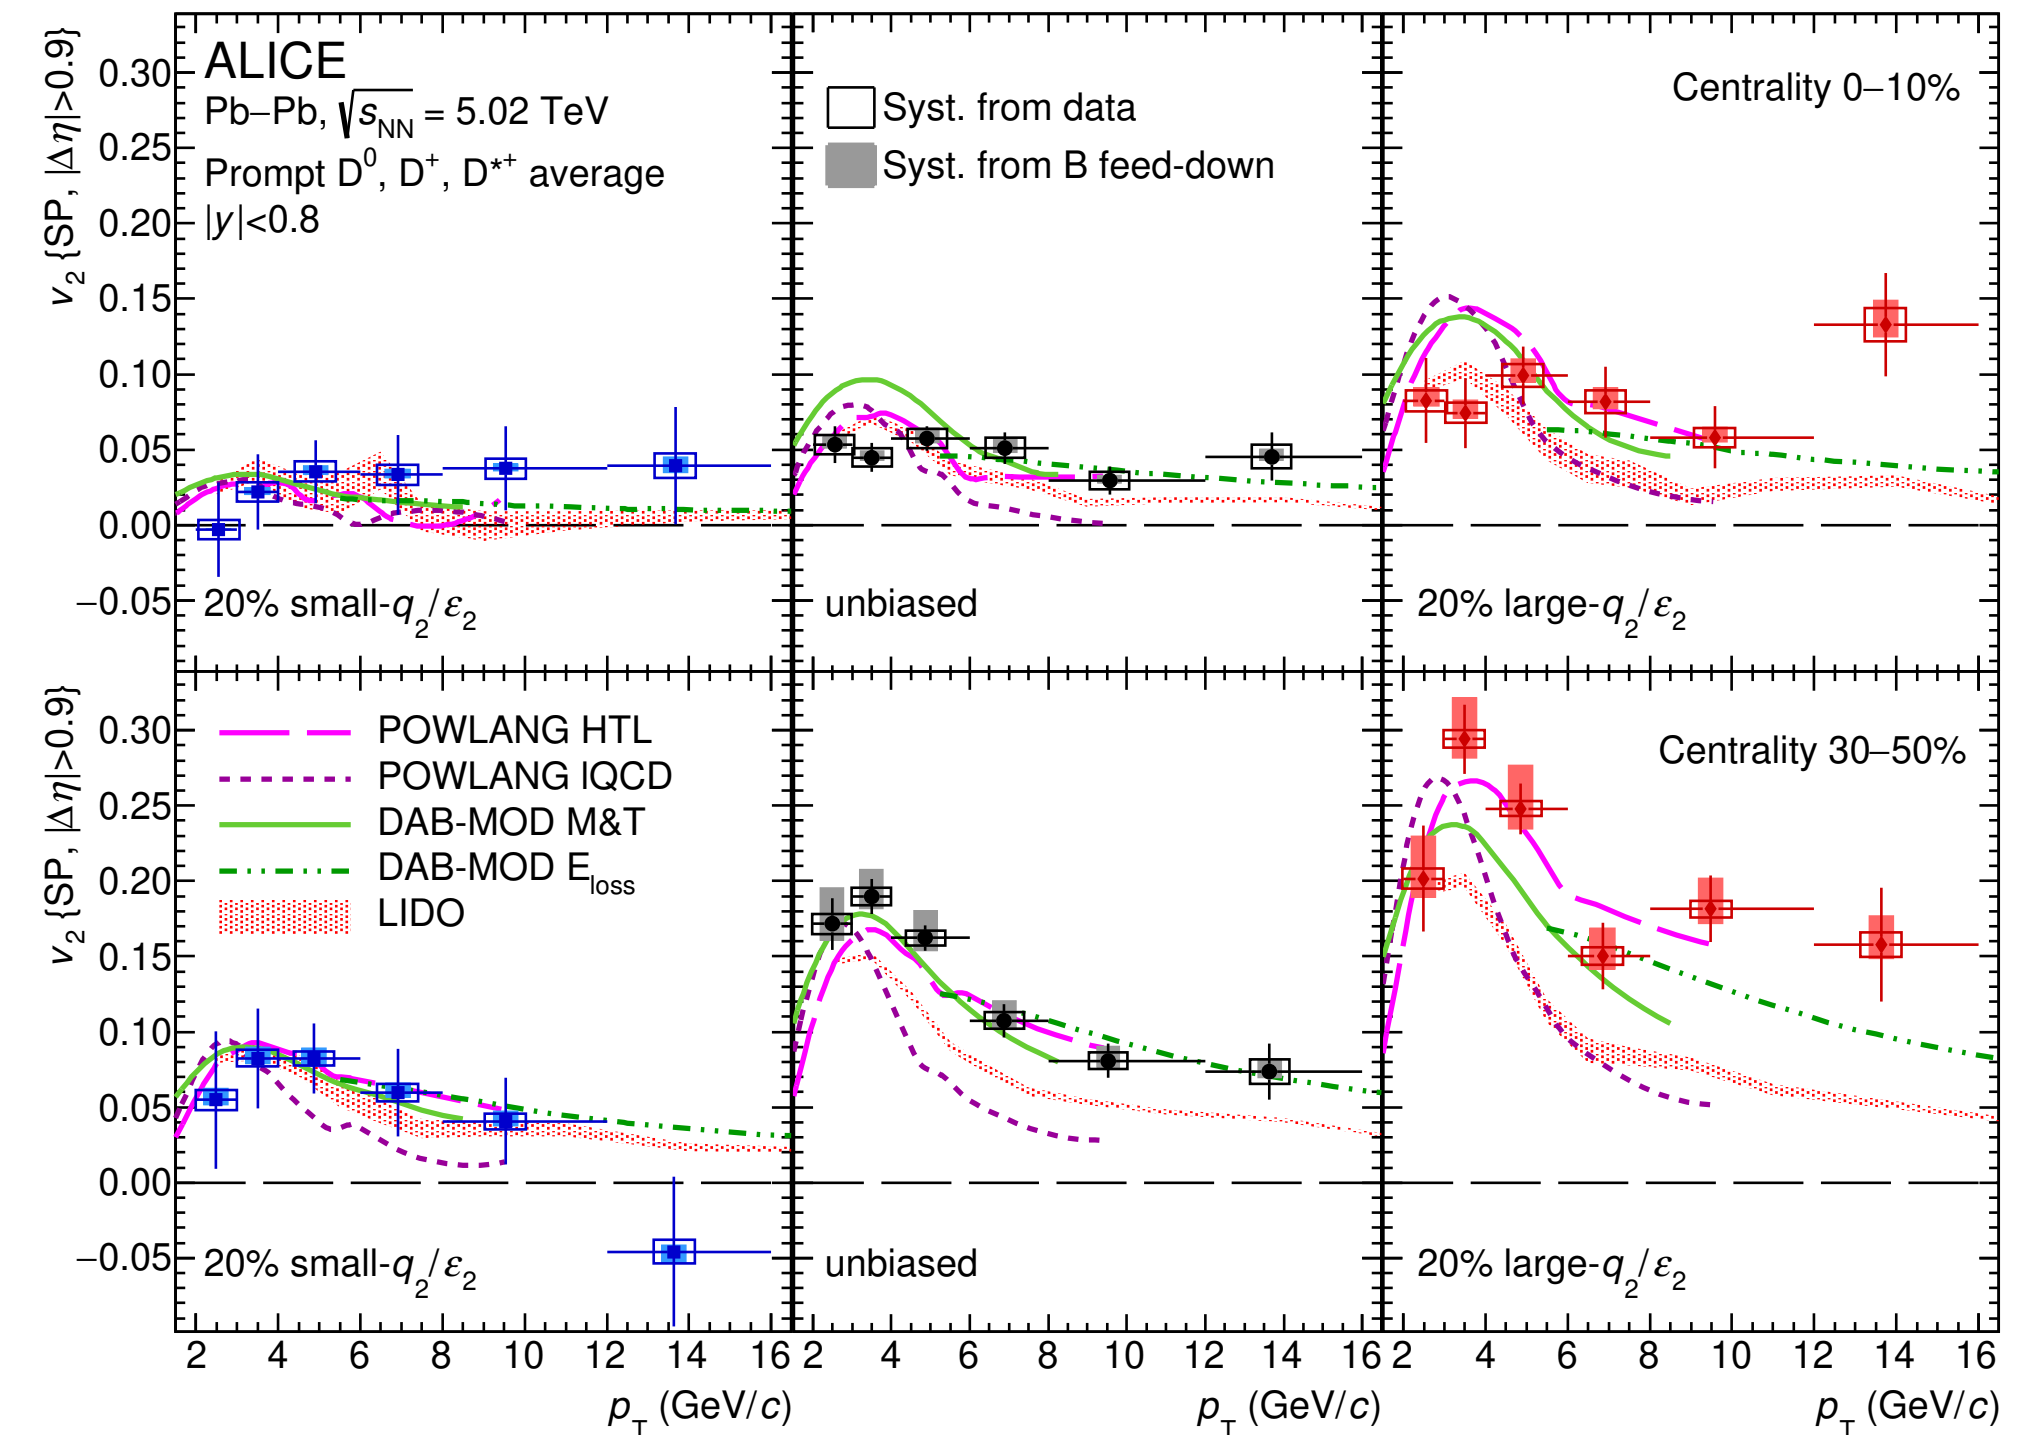 ALICE
Pb–Pb, √s_NN = 5.02 TeV
Prompt D⁰, D⁺, D*⁺ average
|y|<0.8
Syst. from data
Syst. from B feed-down
Centrality 0–10%
v₂ {SP, |Δη|>0.9}
0.30
0.25
0.20
0.15
0.10
0.05
0.00
−0.05
20% small-q₂/ε₂
unbiased
20% large-q₂/ε₂
POWLANG HTL
POWLANG lQCD
DAB-MOD M&T
DAB-MOD E_loss
LIDO
Centrality 30–50%
v₂ {SP, |Δη|>0.9}
0.30
0.25
0.20
0.15
0.10
0.05
0.00
−0.05
20% small-q₂/ε₂
unbiased
20% large-q₂/ε₂
2 4 6 8 10 12 14 16 2 4 6 8 10 12 14 16 2 4 6 8 10 12 14 16
p_T (GeV/c) p_T (GeV/c) p_T (GeV/c)